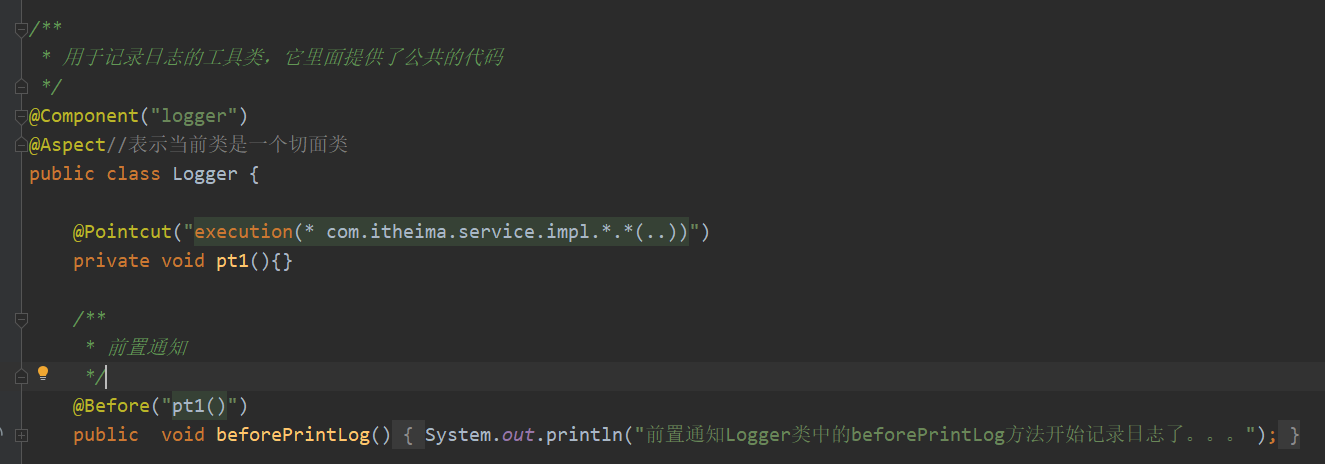 /**
 * 用于记录日志的工具类，它里面提供了公共的代码
 */
@Component("logger")
@Aspect//表示当前类是一个切面类
public class Logger {
    @Pointcut("execution(* com.itheima.service.impl.*.*(..))")
    private void pt1(){}
    /**
     * 前置通知
     */
    @Before("pt1()")
    public  void beforePrintLog() { System.out.println("前置通知Logger类中的beforePrintLog方法开始记录日志了。。。"); }